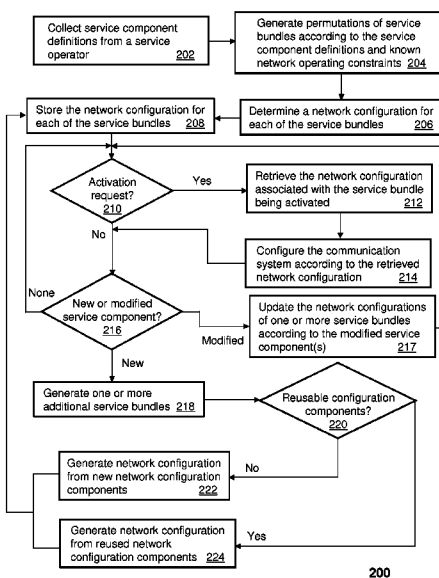 Collect service component
definitions from a service
operator 202
Generate permutations of service
bundles according to the service
component definitions and known
network operating constraints 204
Store the network configuration for
each of the service bundles 208
Determine a network configuration for
each of the service bundles 206
Activation
request?
210
Yes
No
Retrieve the network configuration
associated with the service bundle
being activated 212
Configure the communication
system according to the retrieved
network configuration 214
None
New or modified
service component?
216
Modified
New
Update the network configurations
of one or more service bundles
according to the modified service
component(s) 217
Generate one or more
additional service bundles 218
Reusable configuration
components?
220
No
Generate network configuration
from new network configuration
components 222
Yes
Generate network configuration
from reused network
configuration components 224
200